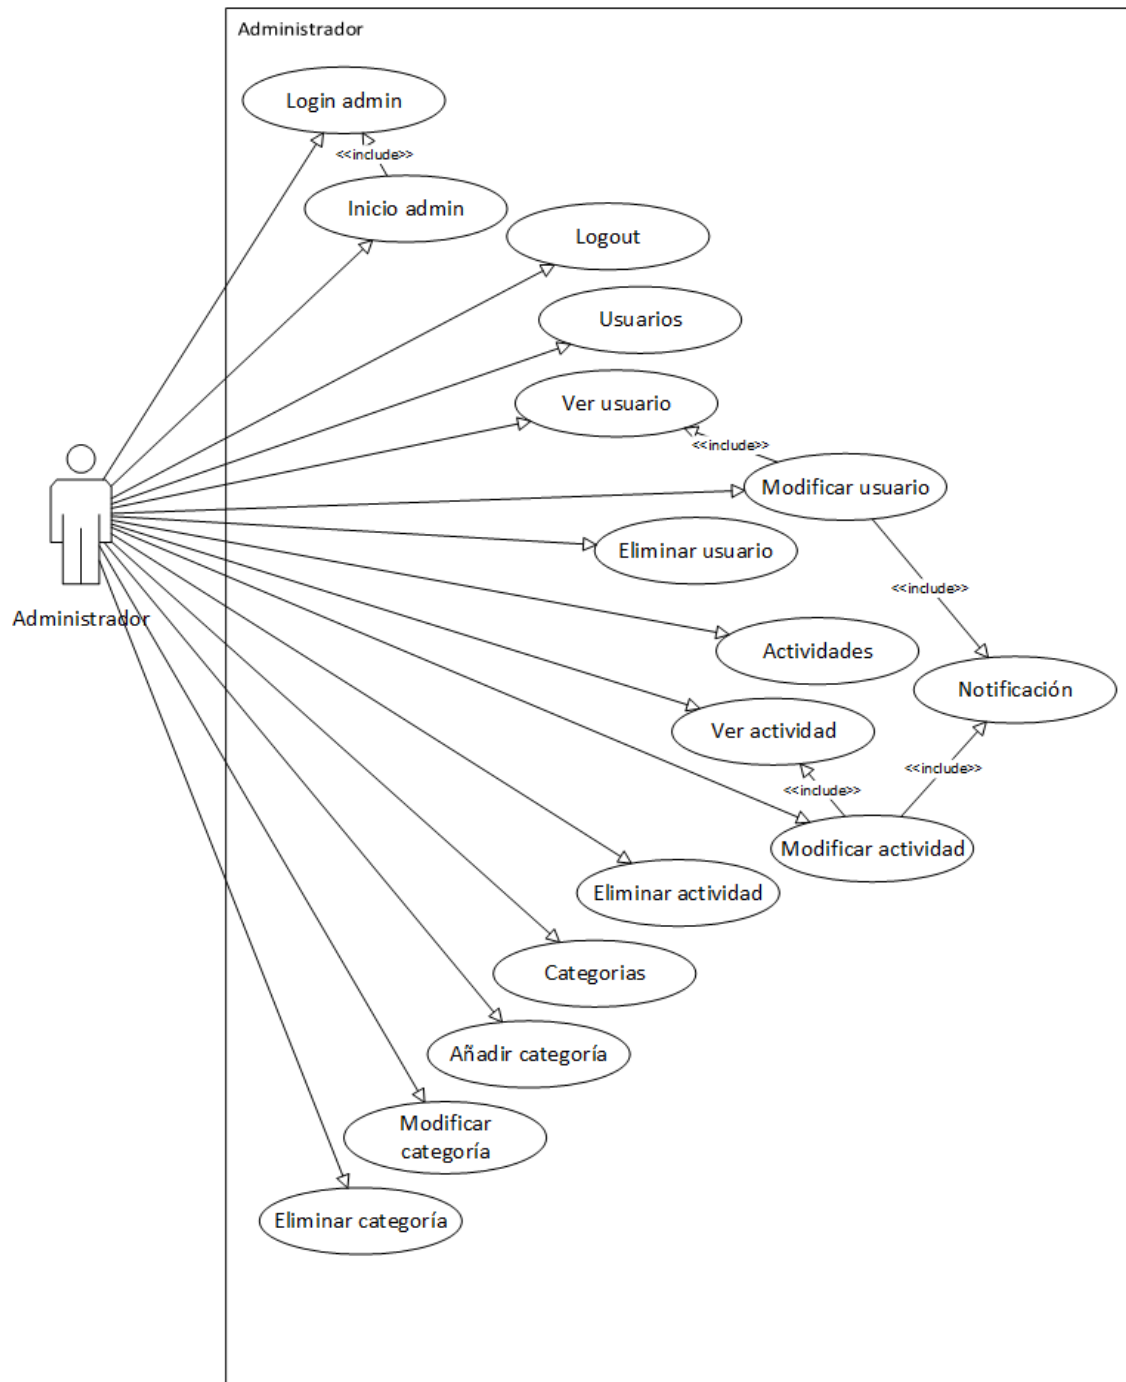 Administrador
Login admin
<<include>>
Inicio admin
Logout
Usuarios
Ver usuario
<<include>>
Modificar usuario
Eliminar usuario
<<include>>
Administrador
Actividades
Notificación
Ver actividad
<<include>>
<<include>>
Modificar actividad
Eliminar actividad
Categorias
Añadir categoría
Modificar
categoría
Eliminar categoría